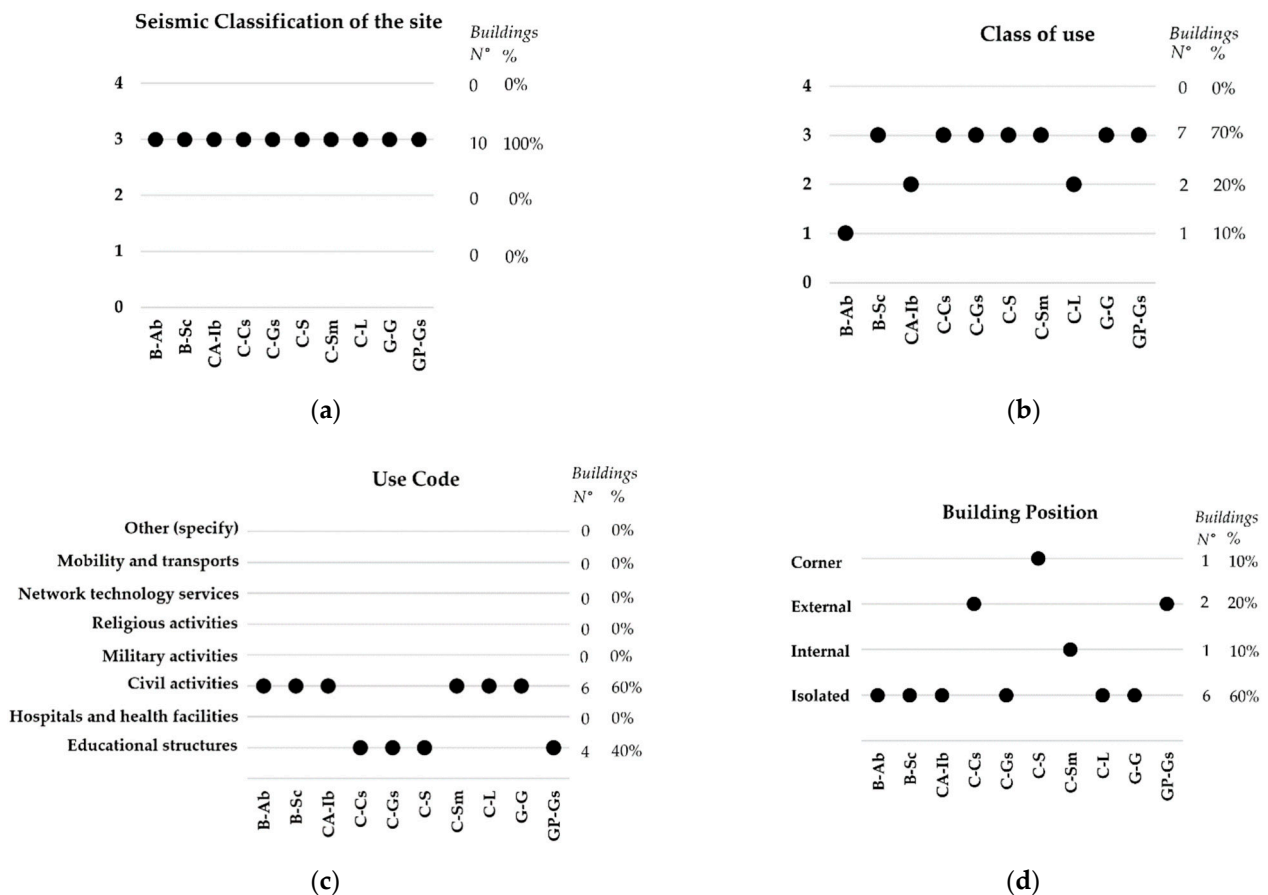 Seismic Classification of the site
Buildings
N° %
4 0 0%
3 10 100%
2 0 0%
1 0 0%
0
B-Ab B-Sc CA-Ib C-Cs C-Gs C-S C-Sm C-L G-G GP-Gs
(a)
Class of use
Buildings
N° %
4 0 0%
3 7 70%
2 2 20%
1 1 10%
0
B-Ab B-Sc CA-Ib C-Cs C-Gs C-S C-Sm C-L G-G GP-Gs
(b)
Use Code
Buildings
N° %
Other (specify) 0 0%
Mobility and transports 0 0%
Network technology services 0 0%
Religious activities 0 0%
Military activities 0 0%
Civil activities 6 60%
Hospitals and health facilities 0 0%
Educational structures 4 40%
B-Ab B-Sc CA-Ib C-Cs C-Gs C-S C-Sm C-L G-G GP-Gs
(c)
Building Position
Buildings
N° %
Corner 1 10%
External 2 20%
Internal 1 10%
Isolated 6 60%
B-Ab B-Sc CA-Ib C-Cs C-Gs C-S C-Sm C-L G-G GP-Gs
(d)